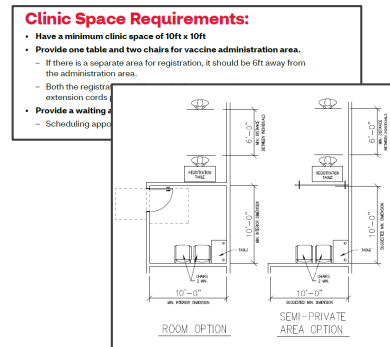 Clinic Space Requirements:
• Have a minimum clinic space of 10ft x 10ft
• Provide one table and two chairs for vaccine administration area.
– If there is a separate area for registration, it should be 6ft away from
the administration area.
– Both the registrat
extension cords p
• Provide a waiting a
– Scheduling appo
6'-0"
MIN. DISTANCE
BETWEEN INDIVIDUALS
REGISTRATION
TABLE
10'-0"
MIN. INTERIOR DIMENSION
TABLE
CHAIRS
2 MIN.
10'-0"
MIN. INTERIOR DIMENSION
ROOM OPTION
6'-0"
MIN. DISTANCE
BETWEEN INDIVIDUALS
REGISTRATION
TABLE
10'-0"
SUGGESTED MIN. DIMENSION
TABLE
CHAIRS
2 MIN.
10'-0"
SUGGESTED MIN. DIMENSION
SEMI-PRIVATE
AREA OPTION